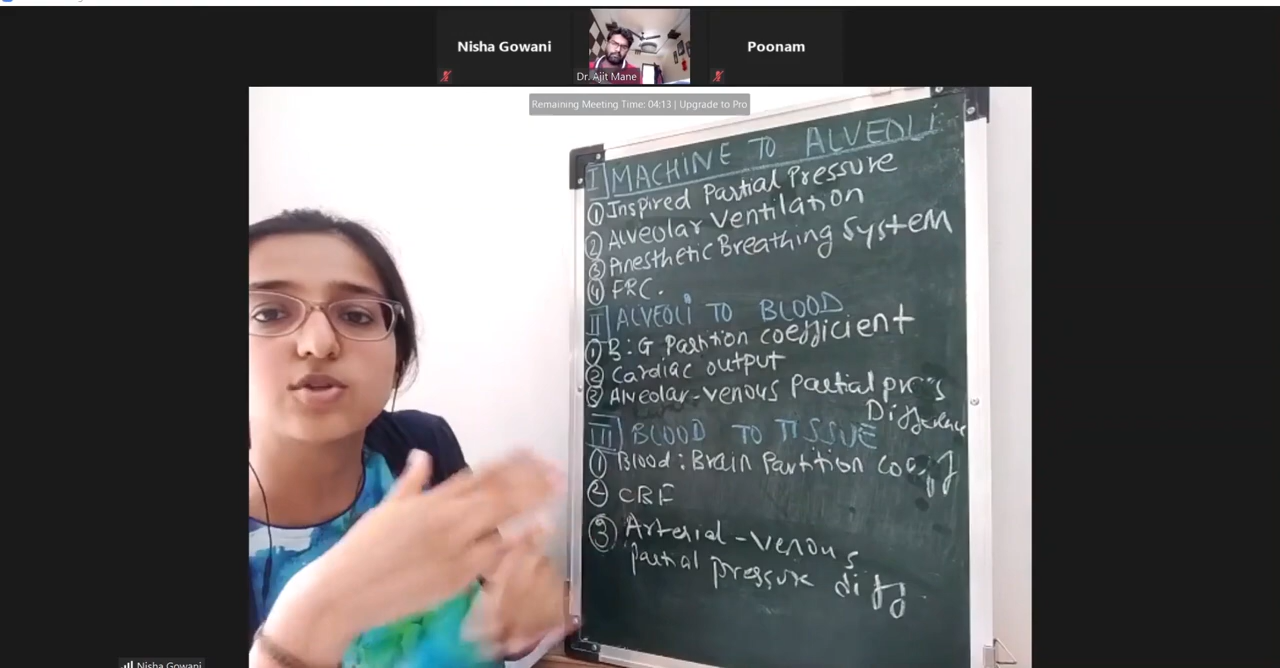 Nisha Gowani
Dr. Ajit Mane
Poonam
Remaining Meeting Time: 04:13 | Upgrade to Pro
I MACHINE TO ALVEOLI
① Inspired Partial Pressure
② Alveolar Ventilation
③ Anesthetic Breathing System
④ FRC.
II ALVEOLI TO BLOOD
① B:G Partition coefficient
② Cardiac output
③ Alveolar-venous partial
Difference
III BLOOD TO TISSUE
① Blood:Brain Partition
② CBF
③ Arterial-venous
partial pressure diff
Nisha Gowani